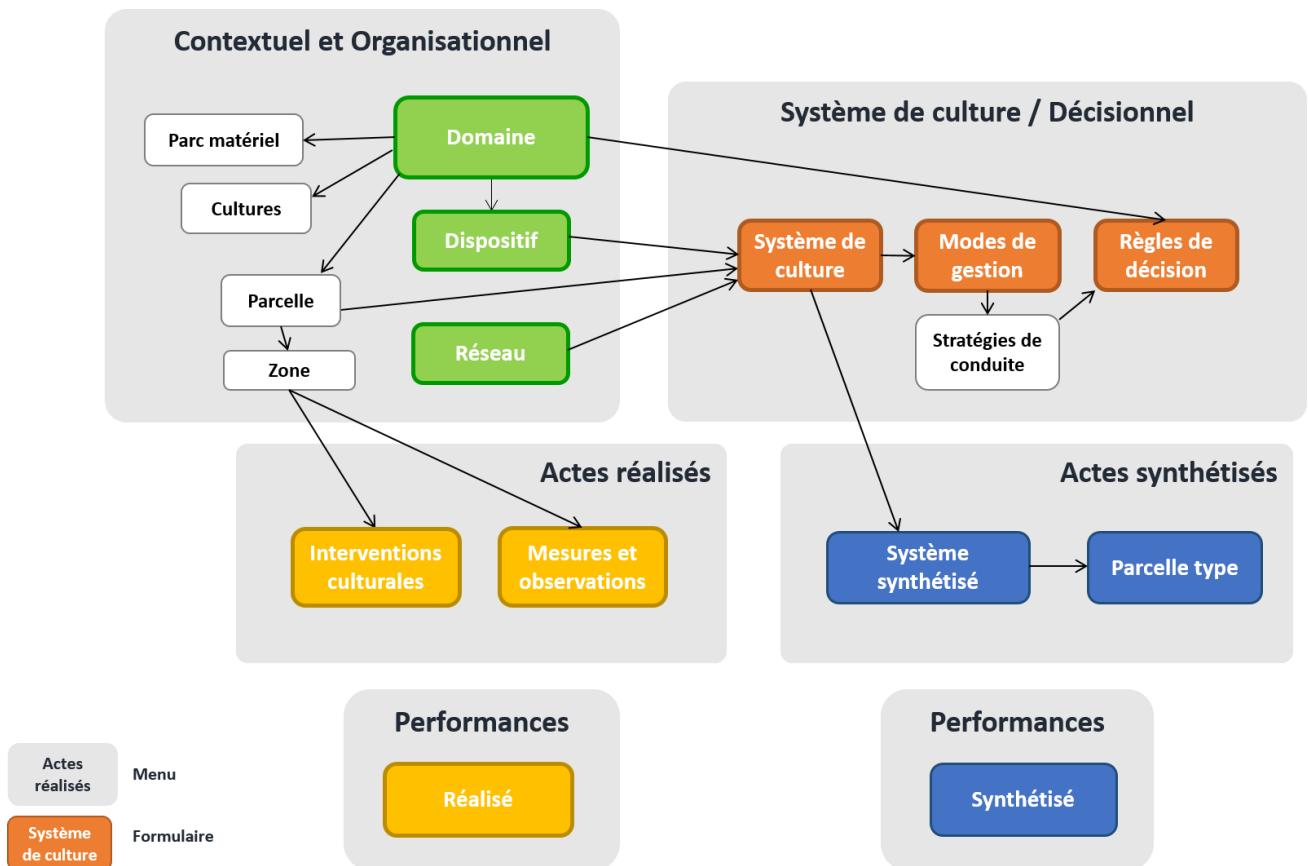 Contextuel et Organisationnel
Parc matériel
Domaine
Cultures
Dispositif
Parcelle
Zone
Réseau
Système de culture / Décisionnel
Système de
culture
Modes de
gestion
Règles de
décision
Stratégies de
conduite
Actes réalisés
Interventions
culturales
Mesures et
observations
Actes synthétisés
Système
synthétisé
Parcelle type
Performances
Réalisé
Performances
Synthétisé
Actes
réalisés
Menu
Système
de culture
Formulaire